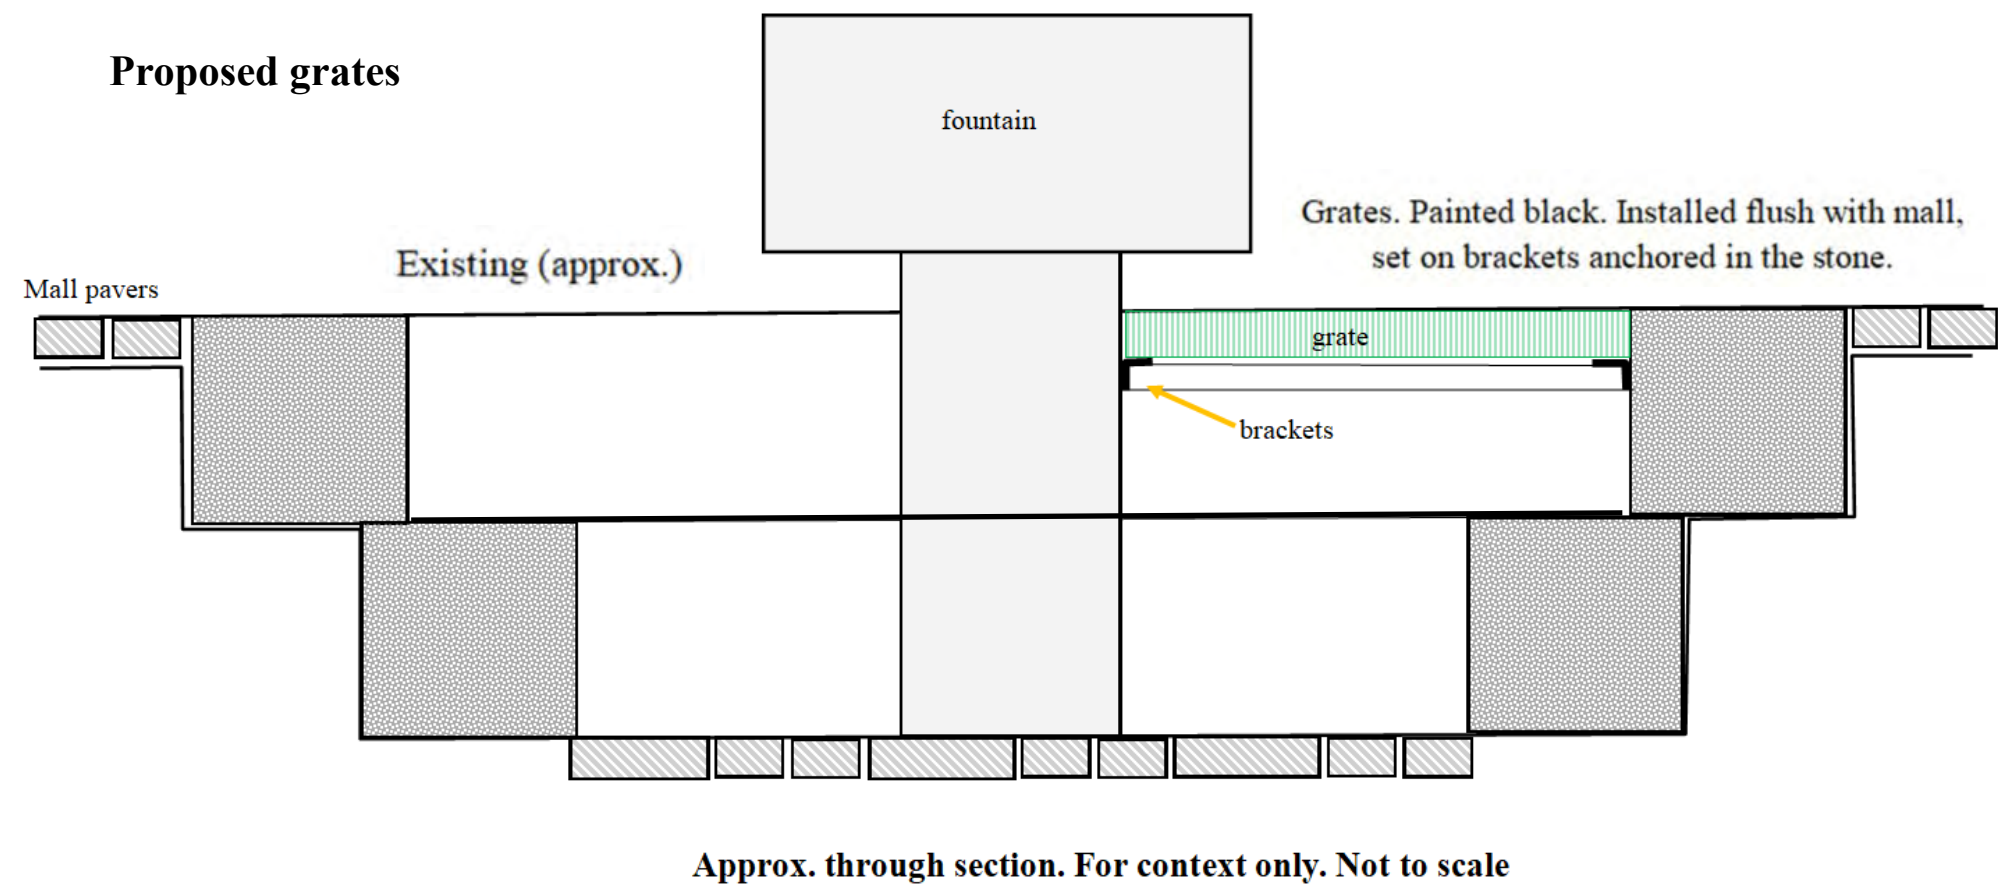 Proposed grates
fountain
Grates. Painted black. Installed flush with mall,
set on brackets anchored in the stone.
Existing (approx.)
Mall pavers
grate
brackets
Approx. through section. For context only. Not to scale